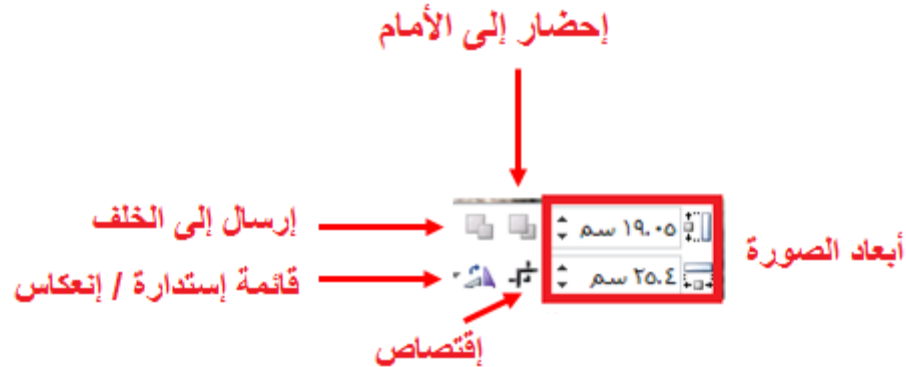 إحضار إلى الأمام
إرسال إلى الخلف
١٩.٠٥ سم
أبعاد الصورة
قائمة إستدارة / إنعكاس
٢٥.٤ سم
إقتصاص